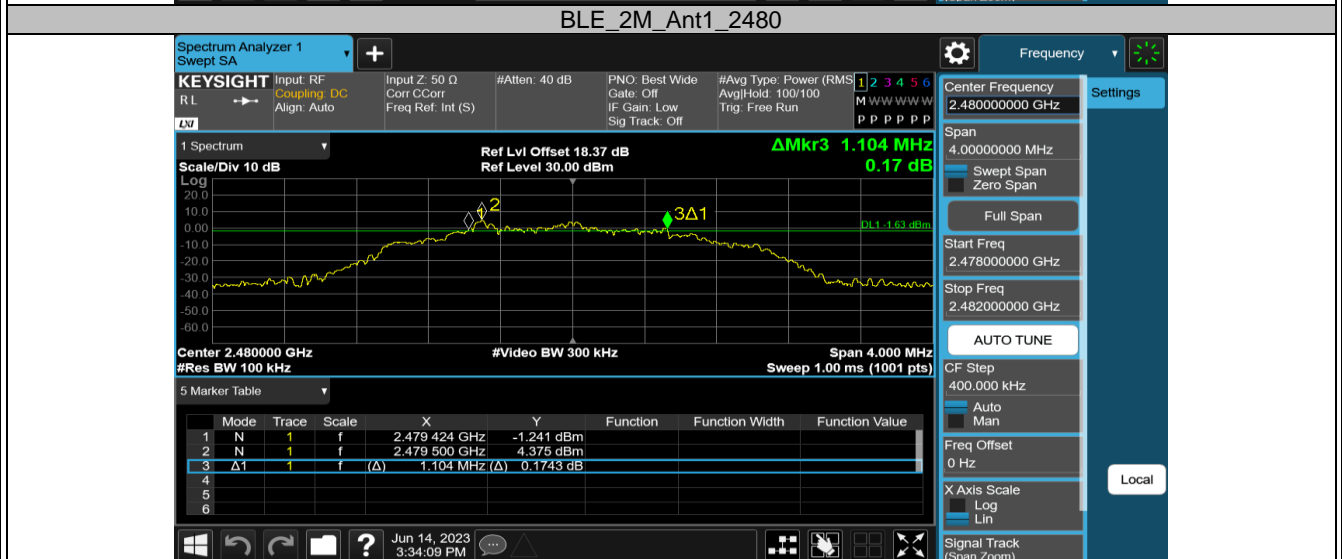 BLE_2M_Ant1_2480
Spectrum Analyzer 1
Swept SA
Frequency
KEYSIGHT
Input: RF
Coupling: DC
Align: Auto
Input Z: 50 Ω
Corr CCorr
Freq Ref: Int (S)
#Atten: 40 dB
PNO: Best Wide
Gate: Off
IF Gain: Low
Sig Track: Off
#Avg Type: Power (RMS
Avg|Hold: 100/100
Trig: Free Run
1 2 3 4 5 6
M W W W W W
P P P P P P
R L
LXI
Center Frequency
2.480000000 GHz
Settings
1 Spectrum
Ref Lvl Offset 18.37 dB
Ref Level 30.00 dBm
ΔMkr3 1.104 MHz
0.17 dB
Scale/Div 10 dB
Log
20.0
10.0
0.00
-10.0
-20.0
-30.0
-40.0
-50.0
-60.0
1
2
3Δ1
DL1 -1.63 dBm
Center 2.480000 GHz
#Res BW 100 kHz
#Video BW 300 kHz
Span 4.000 MHz
Sweep 1.00 ms (1001 pts)
Span
4.00000000 MHz
Swept Span
Zero Span
Full Span
Start Freq
2.478000000 GHz
Stop Freq
2.482000000 GHz
AUTO TUNE
CF Step
400.000 kHz
Auto
Man
Freq Offset
0 Hz
X Axis Scale
Log
Lin
Signal Track
(Span Zoom)
Local
5 Marker Table
Mode Trace Scale X Y Function Function Width Function Value
1 N 1 f 2.479 424 GHz -1.241 dBm
2 N 1 f 2.479 500 GHz 4.375 dBm
3 Δ1 1 f (Δ) 1.104 MHz (Δ) 0.1743 dB
4
5
6
?
Jun 14, 2023
3:34:09 PM